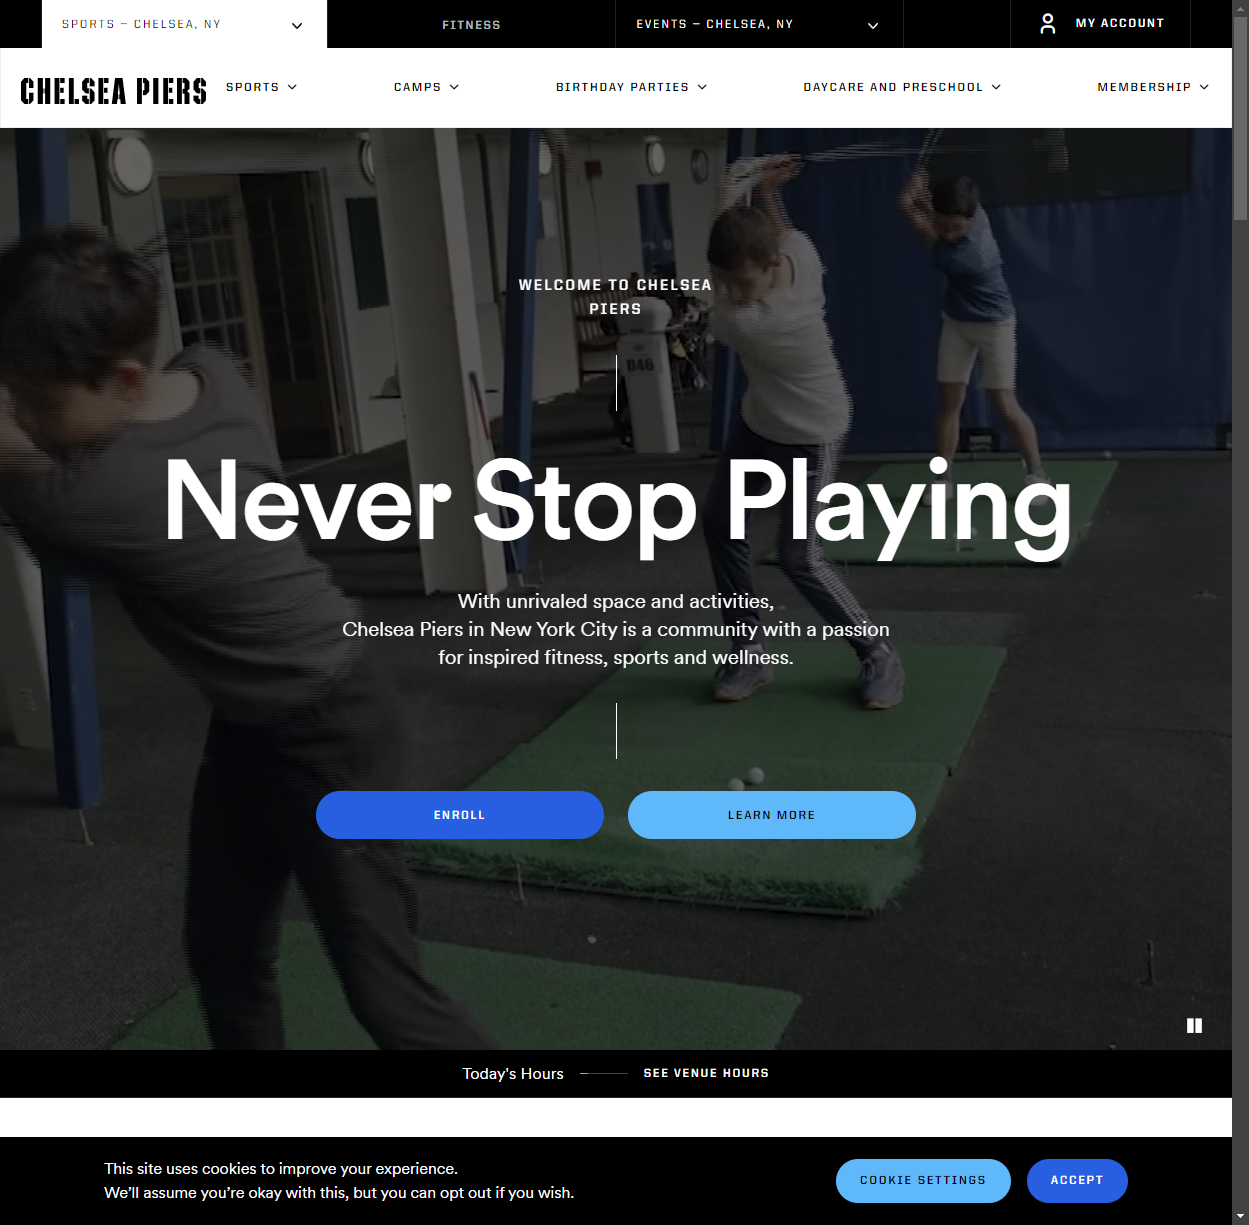 SPORTS – CHELSEA, NY
FITNESS
EVENTS – CHELSEA, NY
MY ACCOUNT
CHELSEA PIERS
SPORTS
CAMPS
BIRTHDAY PARTIES
DAYCARE AND PRESCHOOL
MEMBERSHIP
WELCOME TO CHELSEA
PIERS
D46
Never Stop Playing
With unrivaled space and activities,
Chelsea Piers in New York City is a community with a passion
for inspired fitness, sports and wellness.
ENROLL
LEARN MORE
Today's Hours
SEE VENUE HOURS
This site uses cookies to improve your experience.
We’ll assume you’re okay with this, but you can opt out if you wish.
COOKIE SETTINGS
ACCEPT